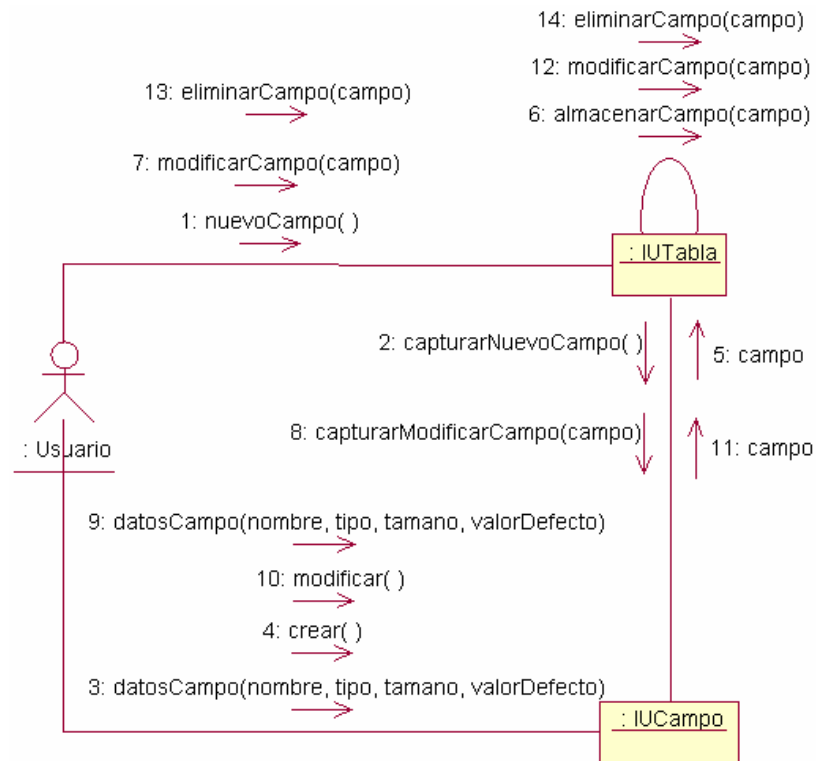 14: eliminarCampo(campo)
12: modificarCampo(campo)
13: eliminarCampo(campo)
6: almacenarCampo(campo)
7: modificarCampo(campo)
1: nuevoCampo( )
: IUTabla
2: capturarNuevoCampo( )
5: campo
8: capturarModificarCampo(campo)
11: campo
: Usuario
9: datosCampo(nombre, tipo, tamano, valorDefecto)
10: modificar( )
4: crear( )
3: datosCampo(nombre, tipo, tamano, valorDefecto)
: IUCampo